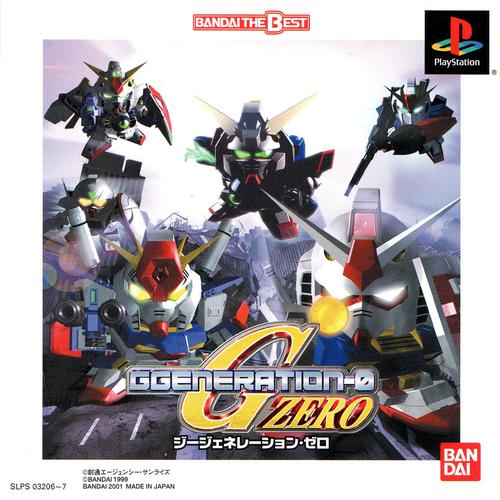 BANDAI THE BEST
PlayStation
®
GGENERATION-0
G ZERO
ジージェネレーション・ゼロ
BAN
DAI
©創通エージェンシー・サンライズ
©BANDAI 1999
SLPS 03206~7 BANDAI 2001 MADE IN JAPAN